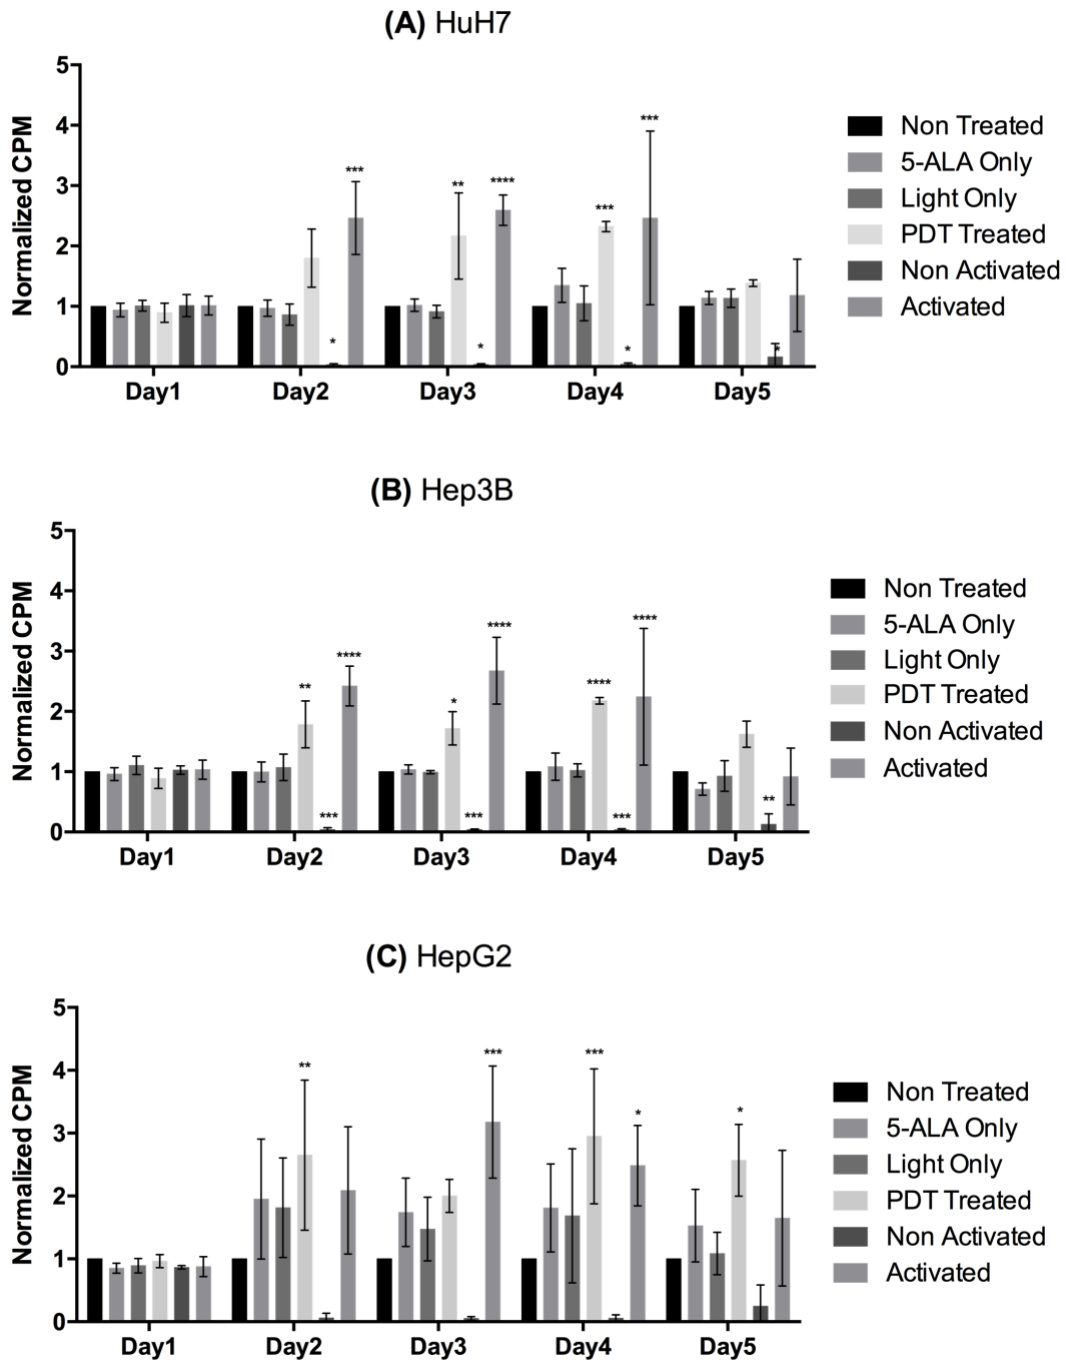 (A) HuH7
Normalized CPM
5
4
3
2
1
0
*** ** **** *** ***
* * * *
Day1 Day2 Day3 Day4 Day5
Non Treated
5-ALA Only
Light Only
PDT Treated
Non Activated
Activated
(B) Hep3B
Normalized CPM
5
4
3
2
1
0
** **** * **** **** ****
*** *** *** **
Day1 Day2 Day3 Day4 Day5
Non Treated
5-ALA Only
Light Only
PDT Treated
Non Activated
Activated
(C) HepG2
Normalized CPM
5
4
3
2
1
0
** *** *** * *
Day1 Day2 Day3 Day4 Day5
Non Treated
5-ALA Only
Light Only
PDT Treated
Non Activated
Activated